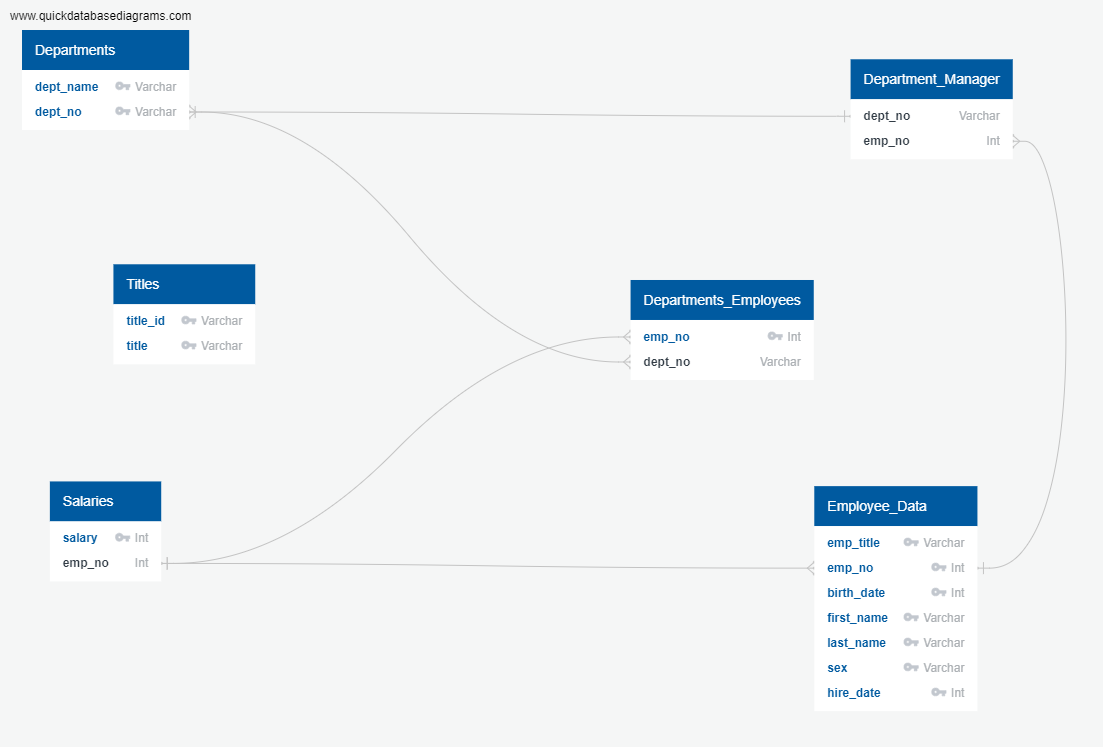 www.quickdatabasediagrams.com
Departments
dept_name Varchar
dept_no Varchar
Department_Manager
dept_no Varchar
emp_no Int
Titles
title_id Varchar
title Varchar
Departments_Employees
emp_no Int
dept_no Varchar
Salaries
salary Int
emp_no Int
Employee_Data
emp_title Varchar
emp_no Int
birth_date Int
first_name Varchar
last_name Varchar
sex Varchar
hire_date Int